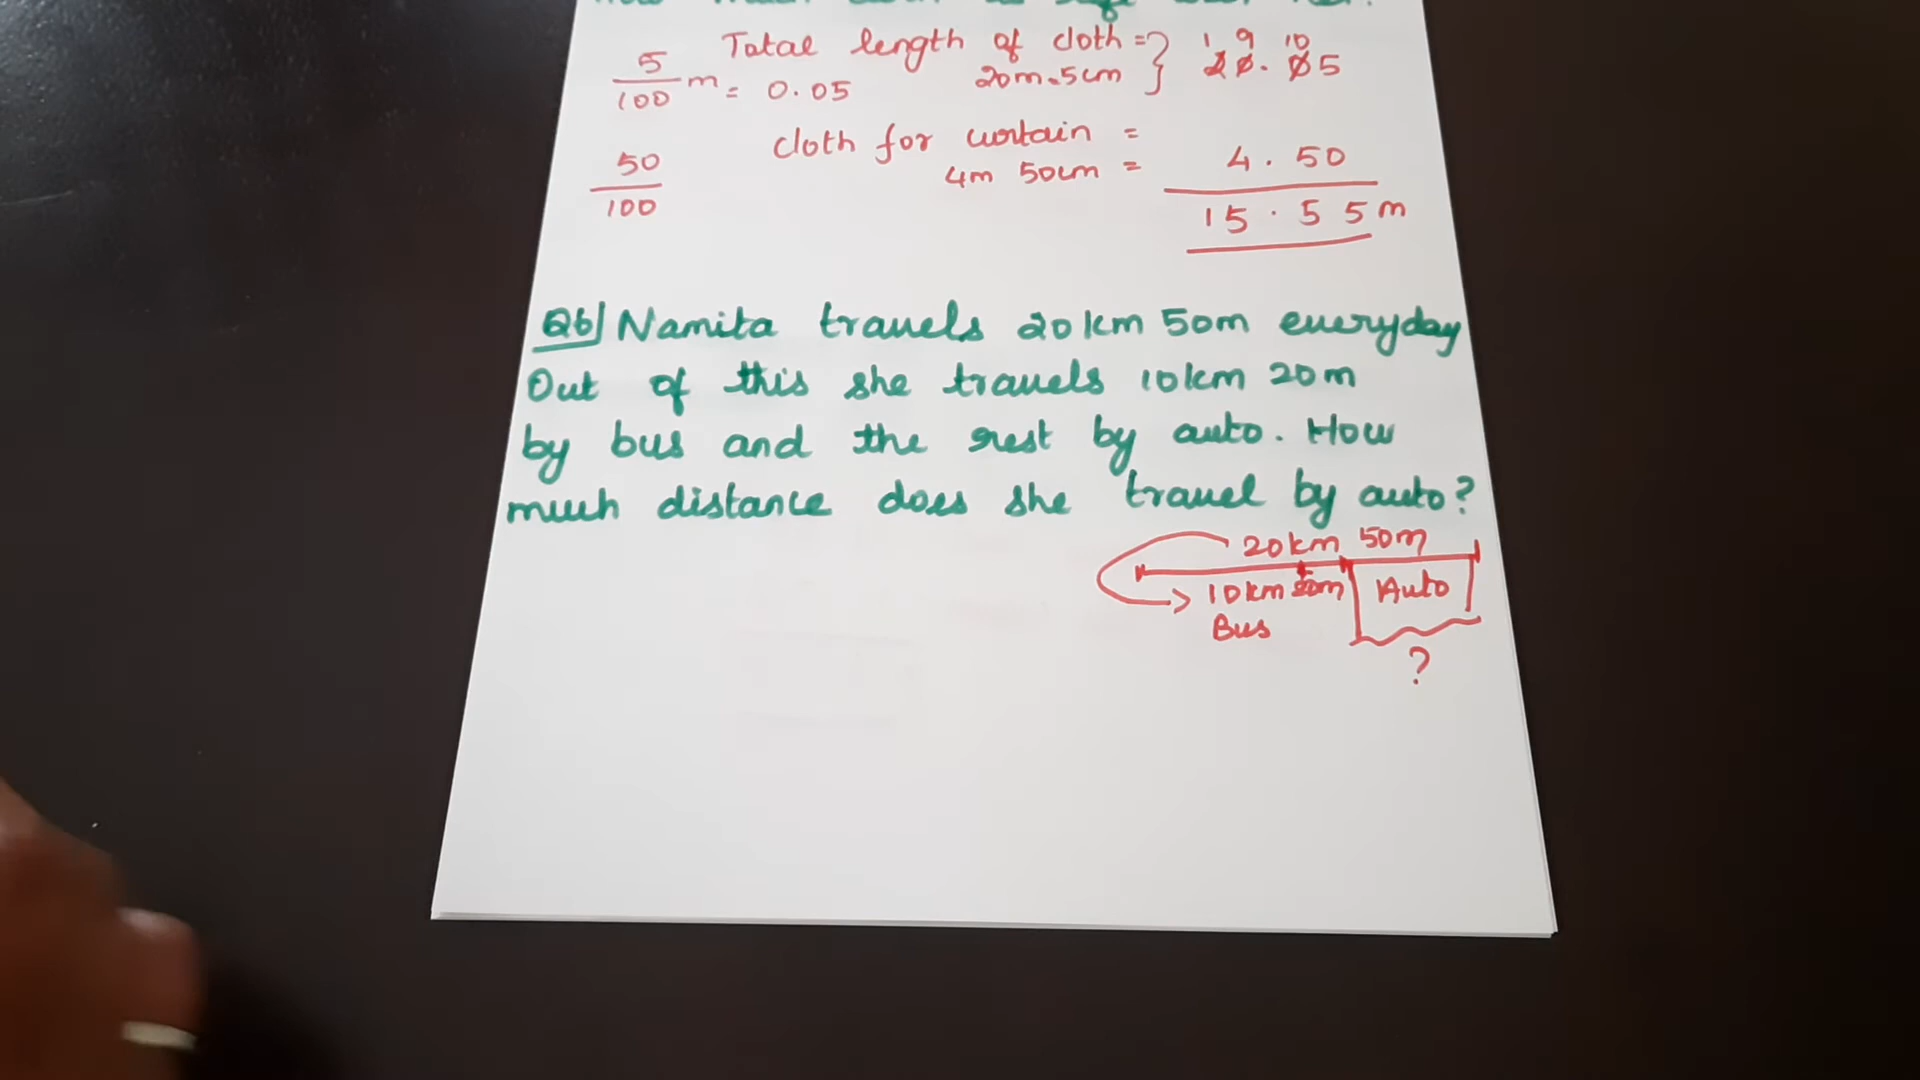 5/100 m = 0.05
Total length of cloth =
20m.5cm } 1 9 10
20.05
cloth for curtain =
4m 50cm = 4.50
50/100
15.55m
Q6) Namita travels 20km 50m everyday
Out of this she travels 10km 20m
by bus and the rest by auto. How
much distance does she travel by auto?
20km 50m
10km 20m Auto
Bus
?